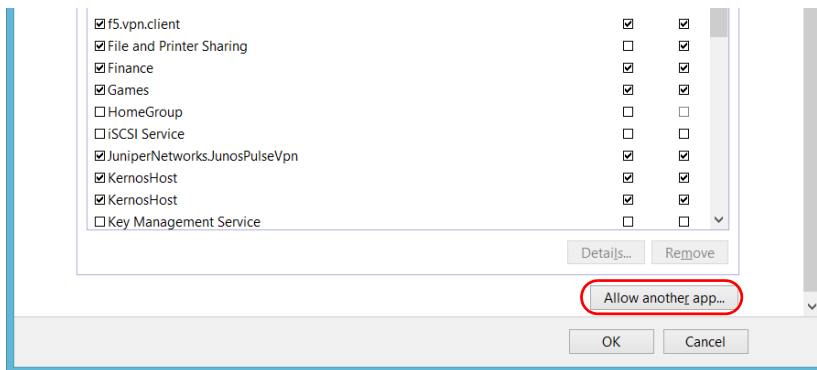 f5.vpn.client
File and Printer Sharing
Finance
Games
HomeGroup
iSCSI Service
JuniperNetworks.JunosPulseVpn
KernosHost
KernosHost
Key Management Service
Details... Remove
Allow another app...
OK Cancel